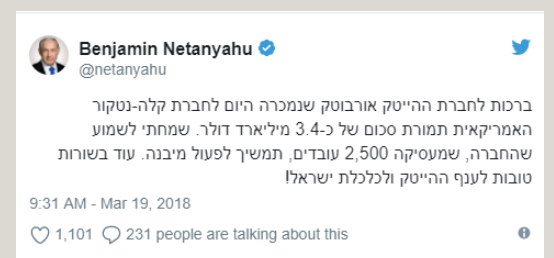 Benjamin Netanyahu
@netanyahu
ברכות לחברת ההייטק אורבוטק שנמכרה היום לחברת קלה-נטקור
האמריקאית תמורת סכום של כ-3.4 מיליארד דולר. שמחתי לשמוע
שהחברה, שמעסיקה 2,500 עובדים, תמשיך לפעול מיבנה. עוד בשורות
טובות לענף ההייטק ולכלכלת ישראל!
9:31 AM - Mar 19, 2018
1,101 231 people are talking about this